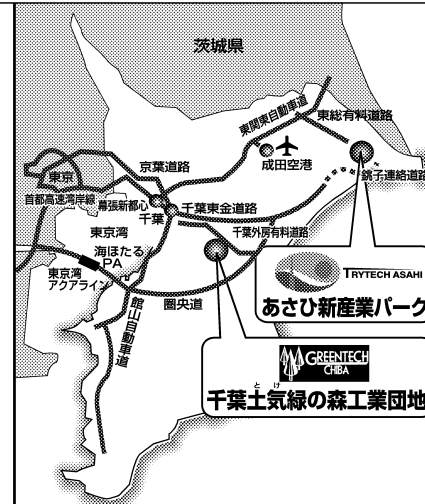 茨城県
東関東自動車道
東総有料道路
成田空港
京葉道路
東京
首都高速湾岸線
幕張新都心
千葉
千葉東金道路
銚子連絡道路
東京湾
千葉外房有料道路
海ほたる
PA
東京湾
アクアライン
館山自動車道
圏央道
TRYTECH ASAHI
あさひ新産業パーク
GREENTECH
CHIBA
とけ
千葉土気緑の森工業団地